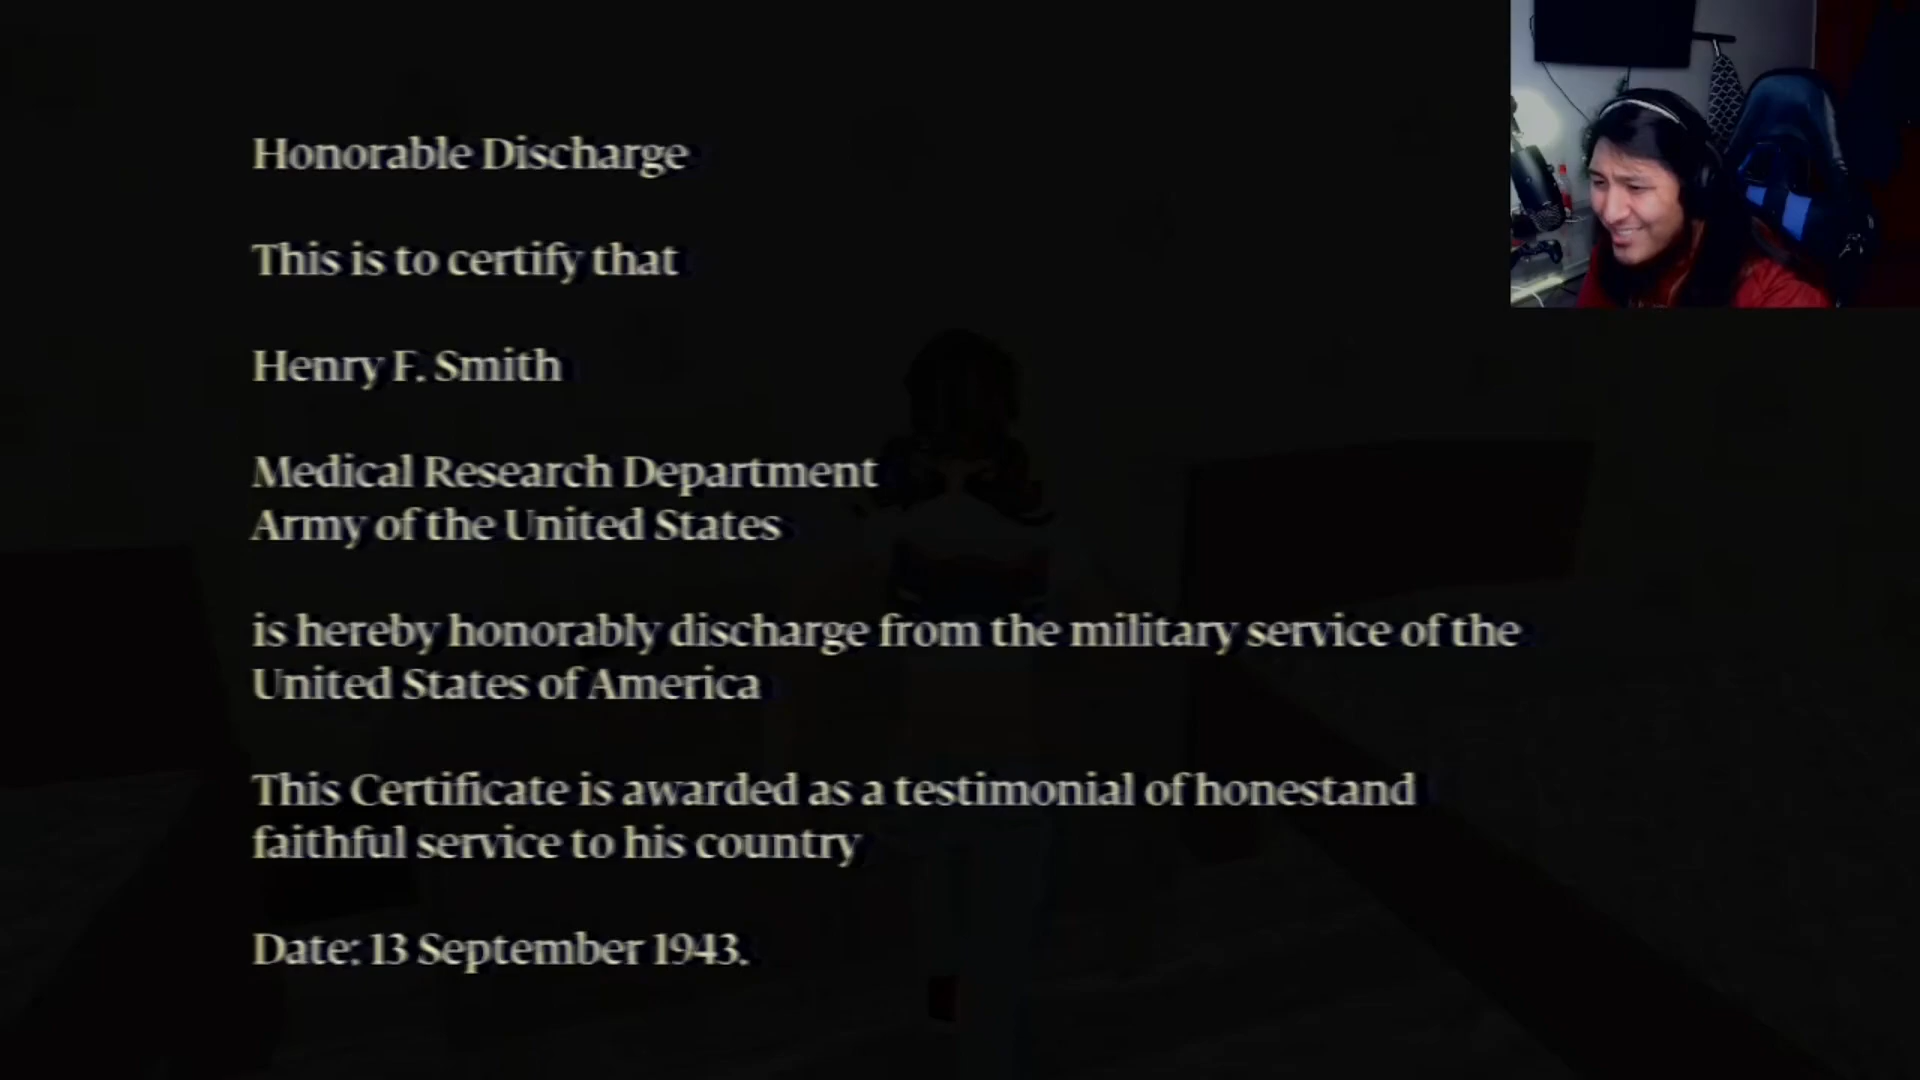 Honorable Discharge
This is to certify that
Henry F. Smith
Medical Research Department
Army of the United States
is hereby honorably discharge from the military service of the
United States of America
This Certificate is awarded as a testimonial of honestand
faithful service to his country
Date: 13 September 1943.